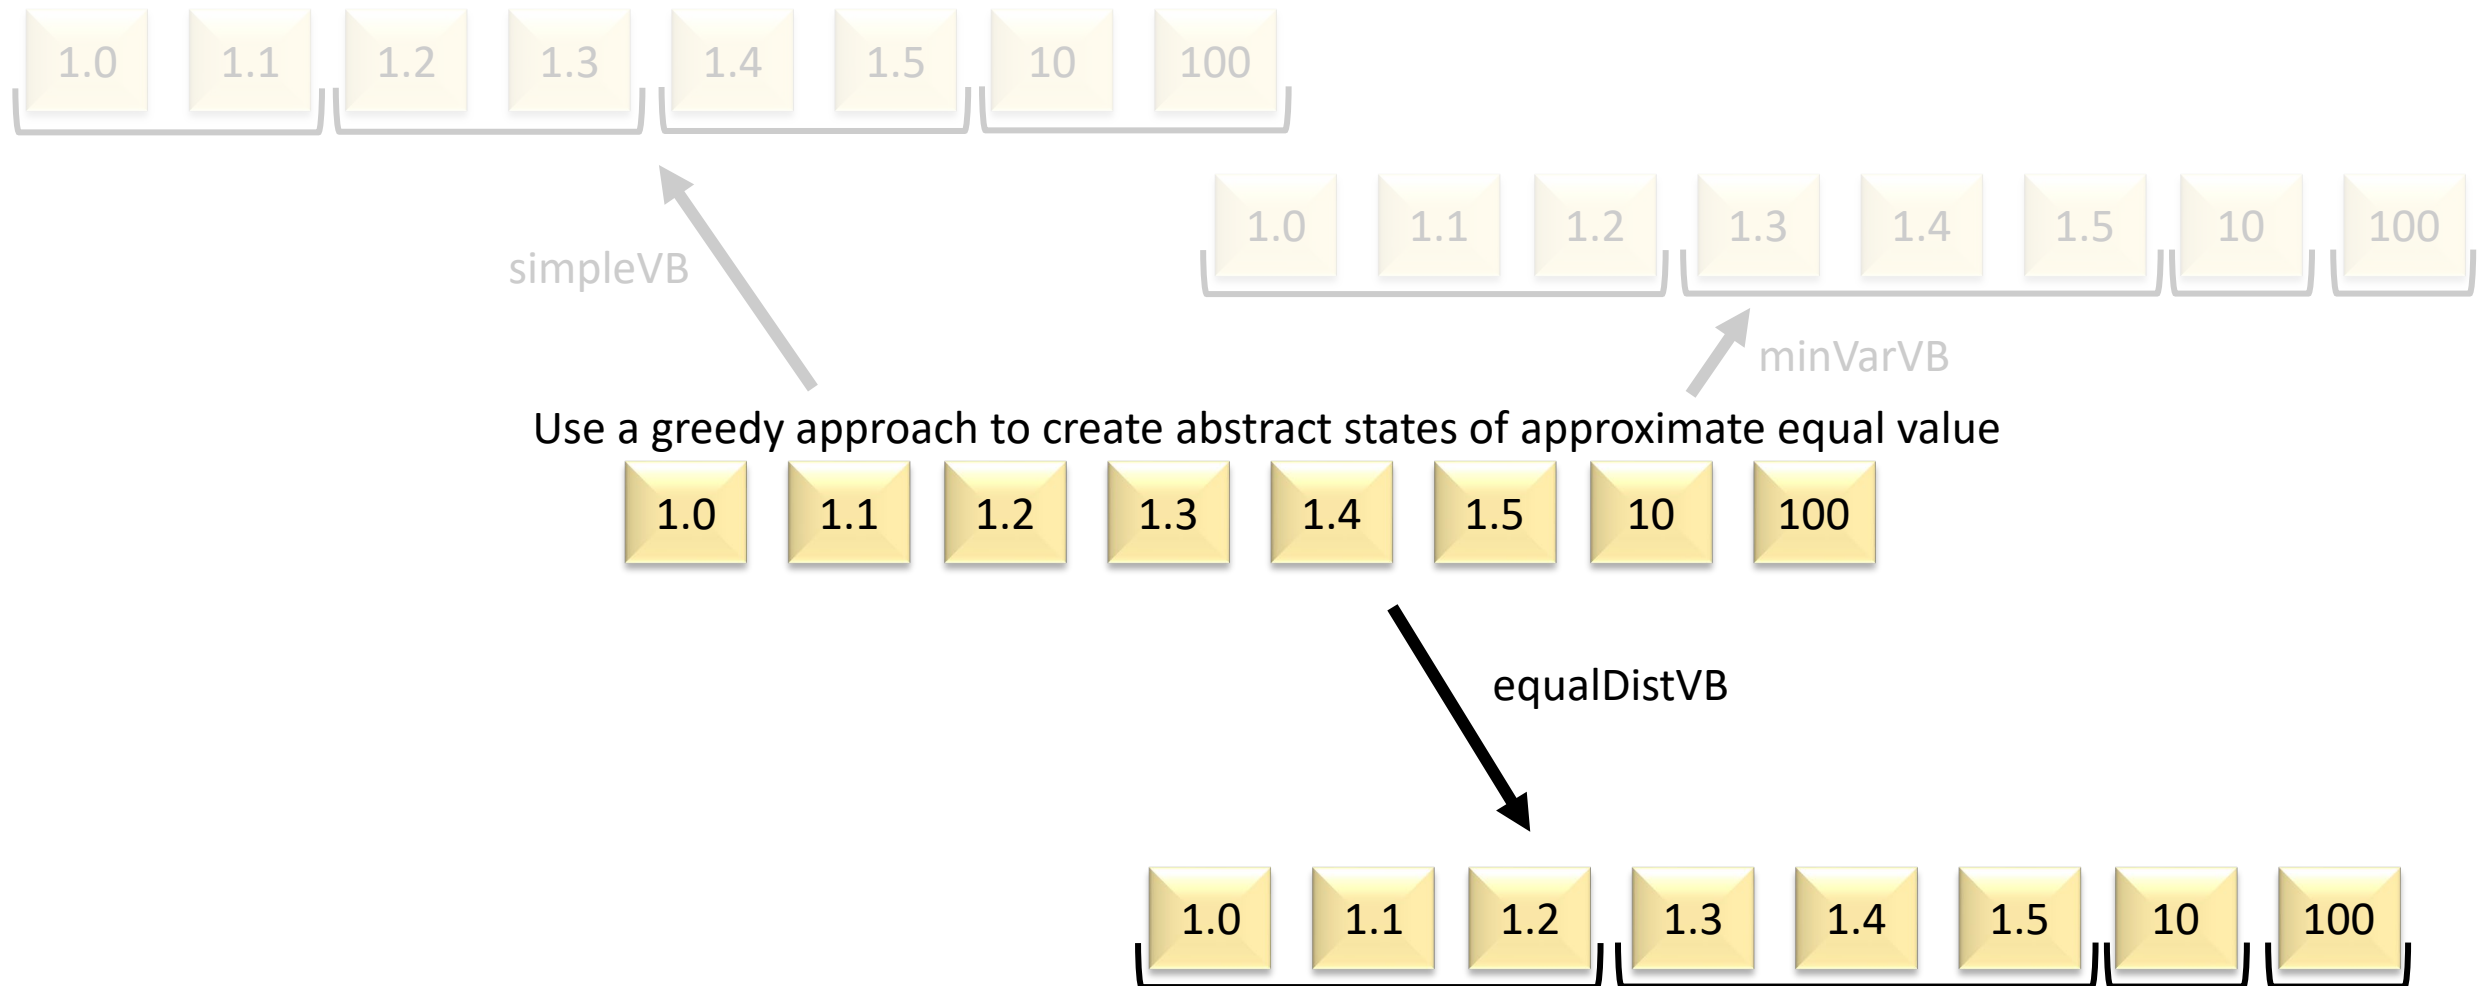 1.0 1.1 1.2 1.3 1.4 1.5 10 100
1.0 1.1 1.2 1.3 1.4 1.5 10 100
simpleVB
minVarVB
Use a greedy approach to create abstract states of approximate equal value
1.0 1.1 1.2 1.3 1.4 1.5 10 100
equalDistVB
1.0 1.1 1.2 1.3 1.4 1.5 10 100